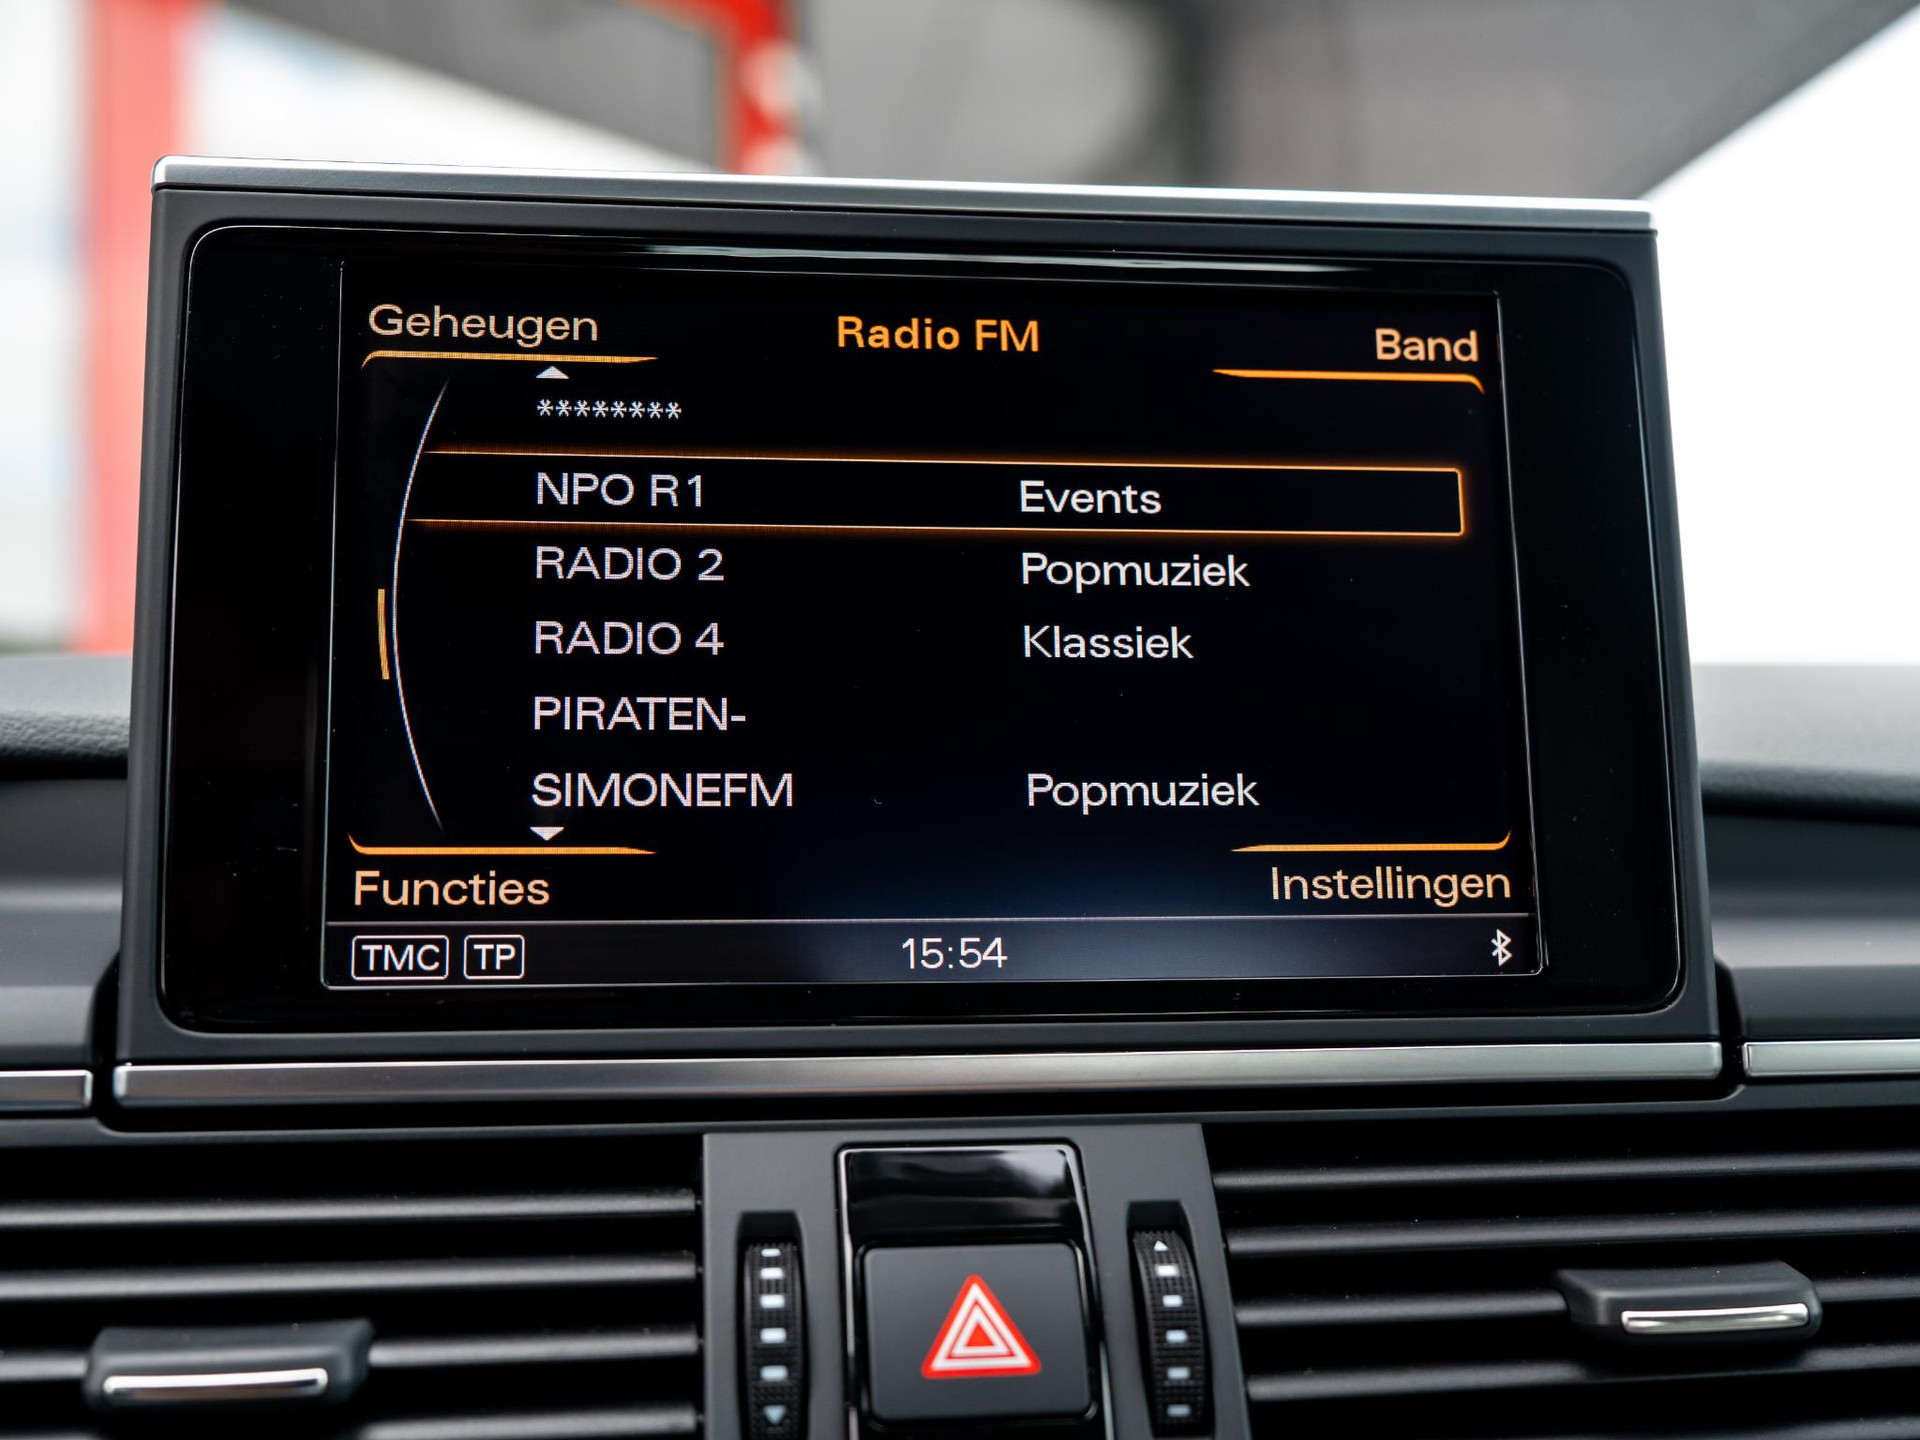 Geheugen Radio FM Band
********
NPO R1 Events
RADIO 2 Popmuziek
RADIO 4 Klassiek
PIRATEN-
SIMONEFM Popmuziek
Functies Instellingen
TMC TP 15:54